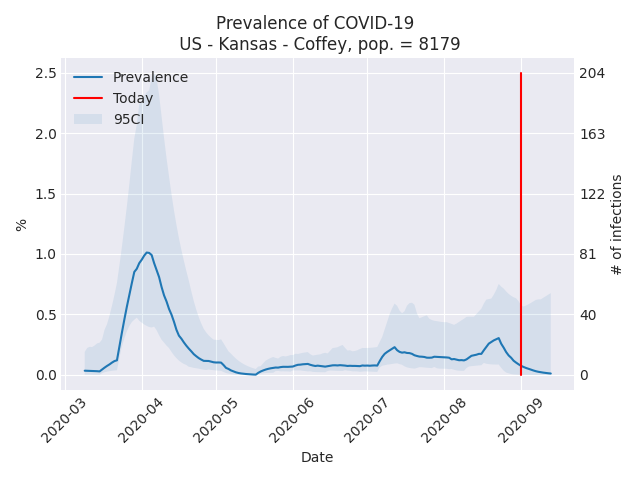 Prevalence of COVID-19
US - Kansas - Coffey, pop. = 8179
Prevalence
Today
95CI
2.5
2.0
1.5
1.0
0.5
0.0
%
204
163
122
81
40
0
# of infections
2020-03
2020-04
2020-05
2020-06
2020-07
2020-08
2020-09
Date